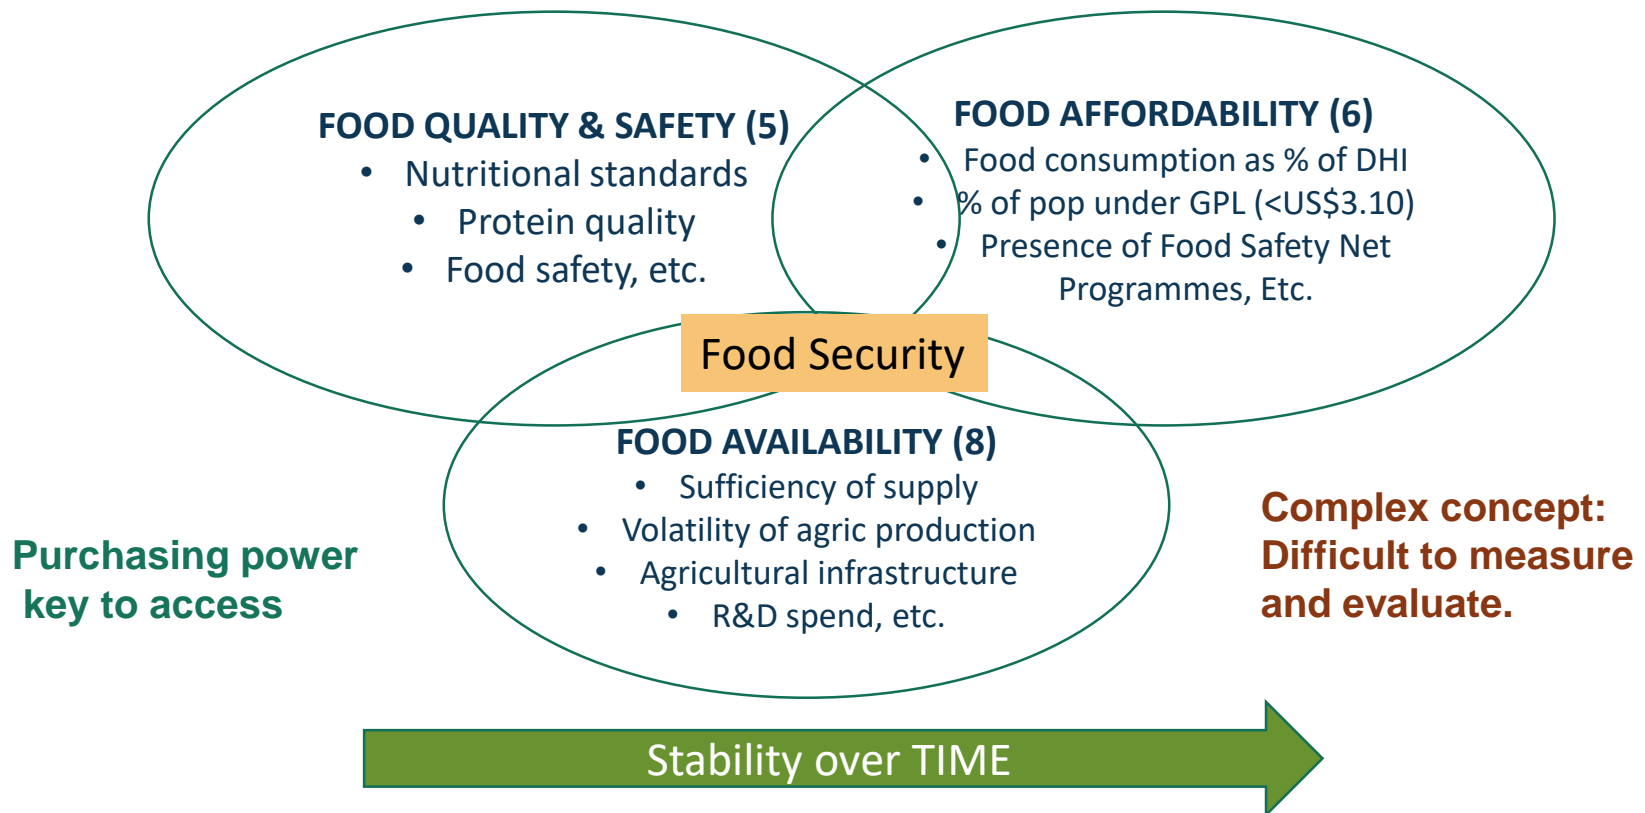 FOOD QUALITY & SAFETY (5)
• Nutritional standards
• Protein quality
• Food safety, etc.
FOOD AFFORDABILITY (6)
• Food consumption as % of DHI
• % of pop under GPL (<US$3.10)
• Presence of Food Safety Net
Programmes, Etc.
Food Security
FOOD AVAILABILITY (8)
• Sufficiency of supply
• Volatility of agric production
• Agricultural infrastructure
• R&D spend, etc.
Purchasing power
key to access
Complex concept:
Difficult to measure
and evaluate.
Stability over TIME